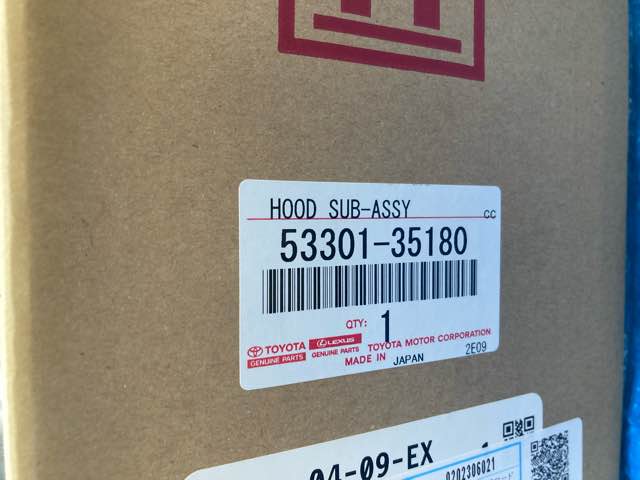 HOOD SUB-ASSY CC
53301-35180
QTY: 1
TOYOTA LEXUS TOYOTA MOTOR CORPORATION
GENUINE PARTS GENUINE PARTS MADE IN JAPAN 2E09
04-09-EX
0202306021